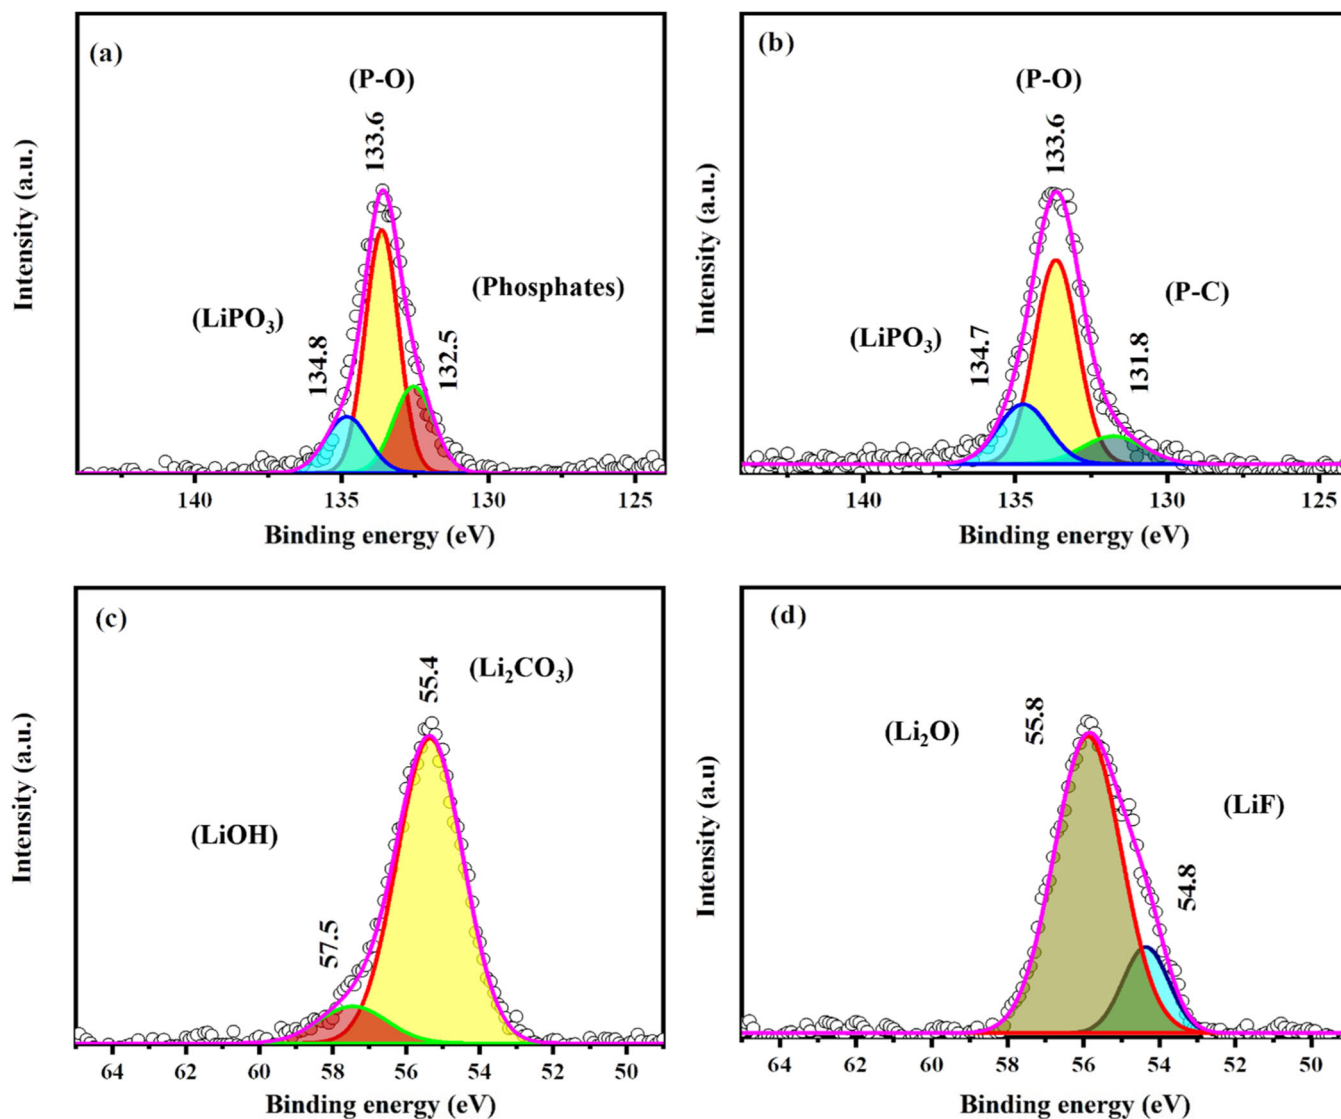 (a)
(P-O)
133.6
(Phosphates)
(LiPO₃)
134.8
132.5
Intensity (a.u.)
140 135 130 125
Binding energy (eV)
(b)
(P-O)
133.6
(P-C)
(LiPO₃)
134.7
131.8
Intensity (a.u.)
140 135 130 125
Binding energy (eV)
(c)
(Li₂CO₃)
55.4
(LiOH)
57.5
Intensity (a.u.)
64 62 60 58 56 54 52 50
Binding energy (eV)
(d)
(Li₂O)
55.8
(LiF)
54.8
Intensity (a.u)
64 62 60 58 56 54 52 50
Binding energy (eV)